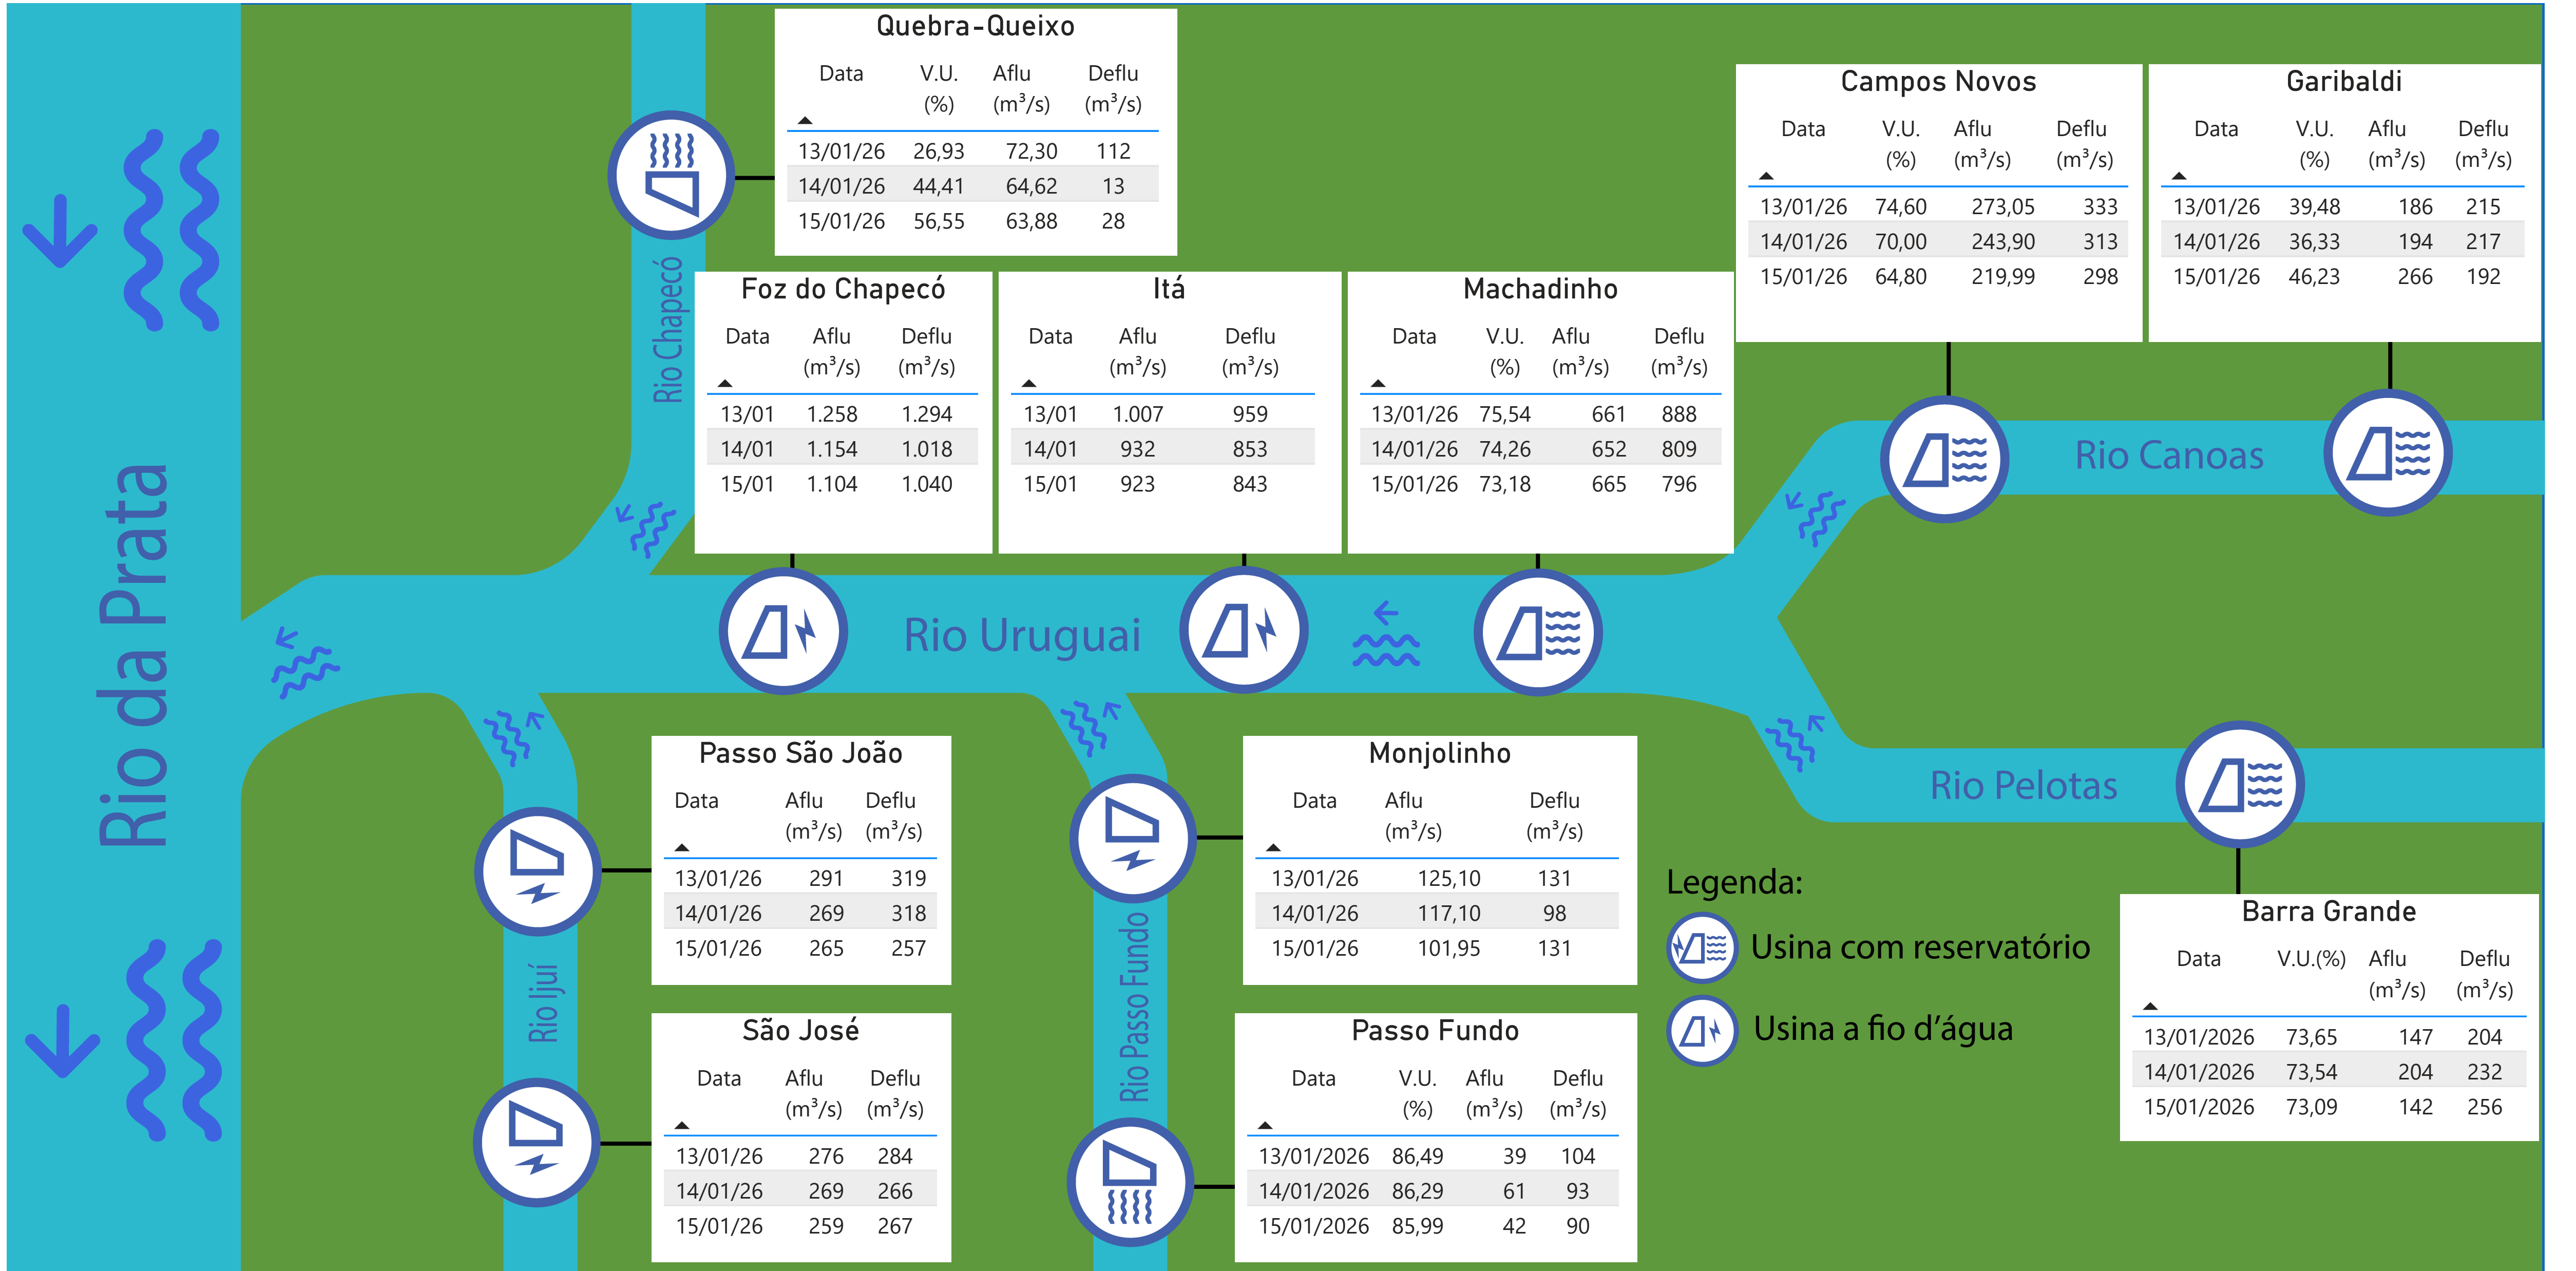 Quebra-Queixo
Data V.U. (%) Aflu (m³/s) Deflu (m³/s)
13/01/26 26,93 72,30 112
14/01/26 44,41 64,62 13
15/01/26 56,55 63,88 28
Campos Novos
Data V.U. (%) Aflu (m³/s) Deflu (m³/s)
13/01/26 74,60 273,05 333
14/01/26 70,00 243,90 313
15/01/26 64,80 219,99 298
Garibaldi
Data V.U. (%) Aflu (m³/s) Deflu (m³/s)
13/01/26 39,48 186 215
14/01/26 36,33 194 217
15/01/26 46,23 266 192
Rio Chapecó
Foz do Chapecó
Data Aflu (m³/s) Deflu (m³/s)
13/01 1.258 1.294
14/01 1.154 1.018
15/01 1.104 1.040
Itá
Data Aflu (m³/s) Deflu (m³/s)
13/01 1.007 959
14/01 932 853
15/01 923 843
Machadinho
Data V.U. (%) Aflu (m³/s) Deflu (m³/s)
13/01/26 75,54 661 888
14/01/26 74,26 652 809
15/01/26 73,18 665 796
Rio Canoas
Rio da Prata
Rio Uruguai
Rio Pelotas
Passo São João
Data Aflu (m³/s) Deflu (m³/s)
13/01/26 291 319
14/01/26 269 318
15/01/26 265 257
Monjolinho
Data Aflu (m³/s) Deflu (m³/s)
13/01/26 125,10 131
14/01/26 117,10 98
15/01/26 101,95 131
Legenda:
Usina com reservatório
Usina a fio d’água
Barra Grande
Data V.U.(%) Aflu (m³/s) Deflu (m³/s)
13/01/2026 73,65 147 204
14/01/2026 73,54 204 232
15/01/2026 73,09 142 256
Rio Ijuí
São José
Data Aflu (m³/s) Deflu (m³/s)
13/01/26 276 284
14/01/26 269 266
15/01/26 259 267
Rio Passo Fundo
Passo Fundo
Data V.U. (%) Aflu (m³/s) Deflu (m³/s)
13/01/2026 86,49 39 104
14/01/2026 86,29 61 93
15/01/2026 85,99 42 90